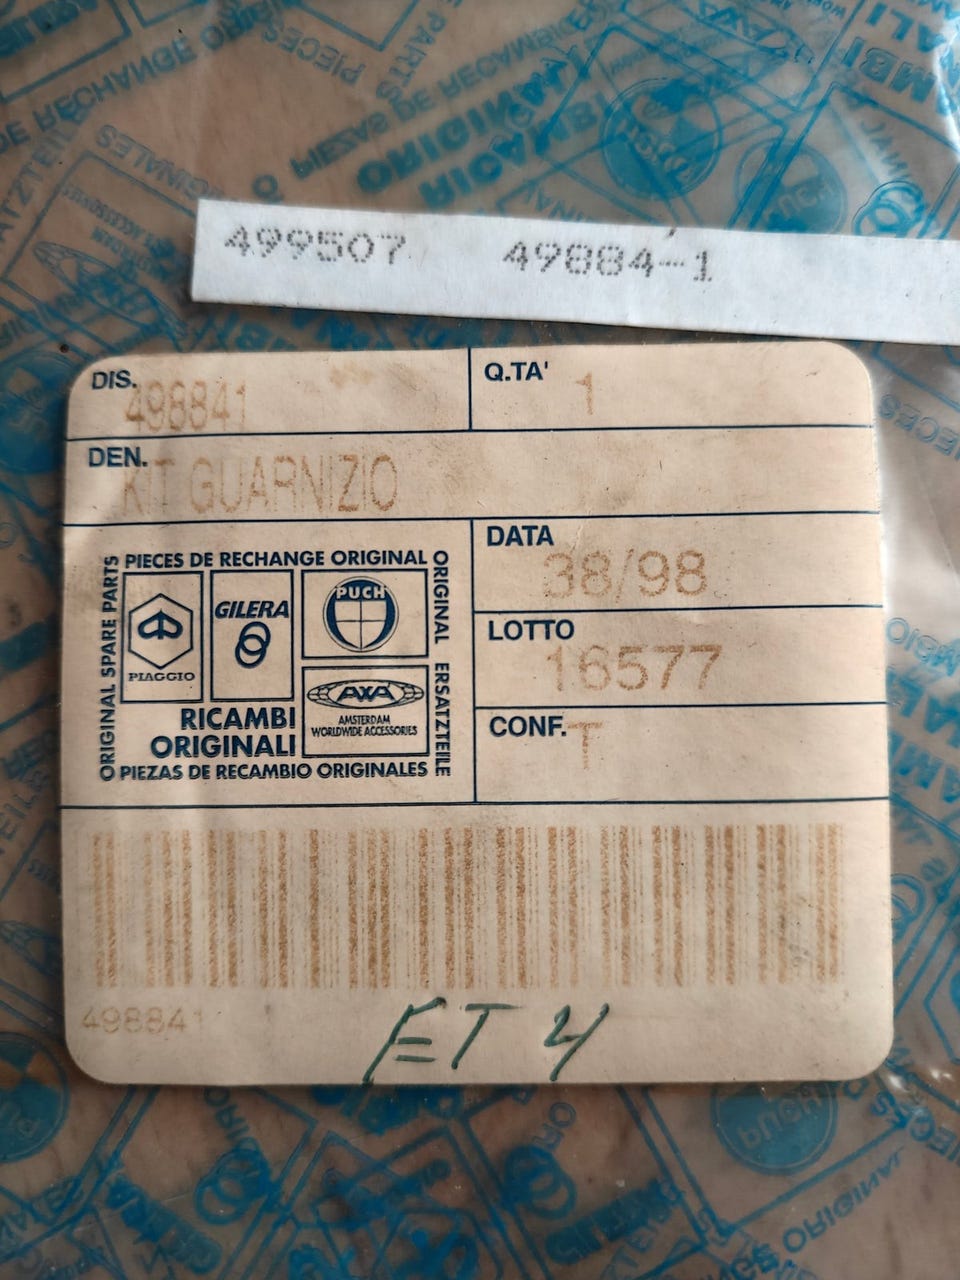 499507 49884-1
DIS. 498841
Q.TA' 1
DEN. KIT GUARNIZIO
PIECES DE RECHANGE ORIGINAL
ORIGINAL SPARE PARTS
ORIGINAL ERSATZTEILE
PIAGGIO
GILERA
PUCH
AXA
AMSTERDAM
WORLDWIDE ACCESSORIES
RICAMBI
ORIGINALI
PIEZAS DE RECAMBIO ORIGINALES
DATA
38/98
LOTTO
16577
CONF. T
498841
ET 4